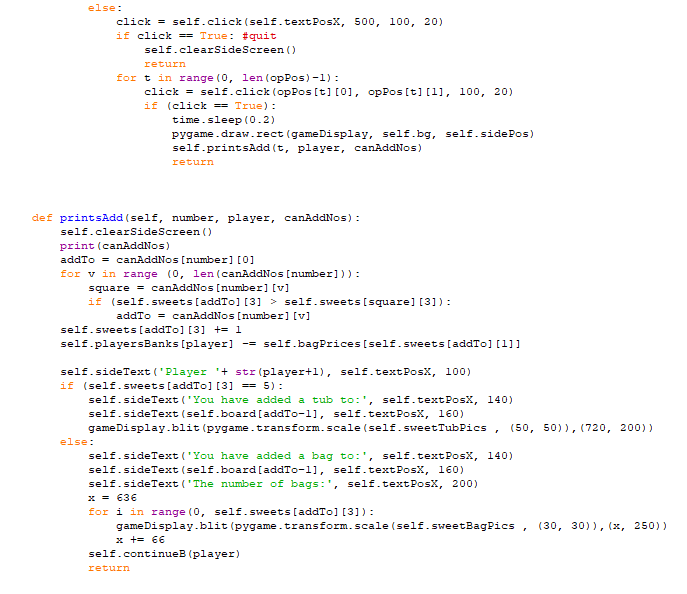 else:
click = self.click(self.textPosX, 500, 100, 20)
if click == True: #quit
self.clearSideScreen()
return
for t in range(0, len(opPos)-1):
click = self.click(opPos[t][0], opPos[t][1], 100, 20)
if (click == True):
time.sleep(0.2)
pygame.draw.rect(gameDisplay, self.bg, self.sidePos)
self.printsAdd(t, player, canAddNos)
return
def printsAdd(self, number, player, canAddNos):
self.clearSideScreen()
print(canAddNos)
addTo = canAddNos[number][0]
for v in range (0, len(canAddNos[number])):
square = canAddNos[number][v]
if (self.sweets[addTo][3] > self.sweets[square][3]):
addTo = canAddNos[number][v]
self.sweets[addTo][3] += 1
self.playersBanks[player] -= self.bagPrices[self.sweets[addTo][1]]
self.sideText('Player '+ str(player+1), self.textPosX, 100)
if (self.sweets[addTo][3] == 5):
self.sideText('You have added a tub to:', self.textPosX, 140)
self.sideText(self.board[addTo-1], self.textPosX, 160)
gameDisplay.blit(pygame.transform.scale(self.sweetTubPics , (50, 50)),(720, 200))
else:
self.sideText('You have added a bag to:', self.textPosX, 140)
self.sideText(self.board[addTo-1], self.textPosX, 160)
self.sideText('The number of bags:', self.textPosX, 200)
x = 636
for i in range(0, self.sweets[addTo][3]):
gameDisplay.blit(pygame.transform.scale(self.sweetBagPics , (30, 30)),(x, 250))
x += 66
self.continueB(player)
return